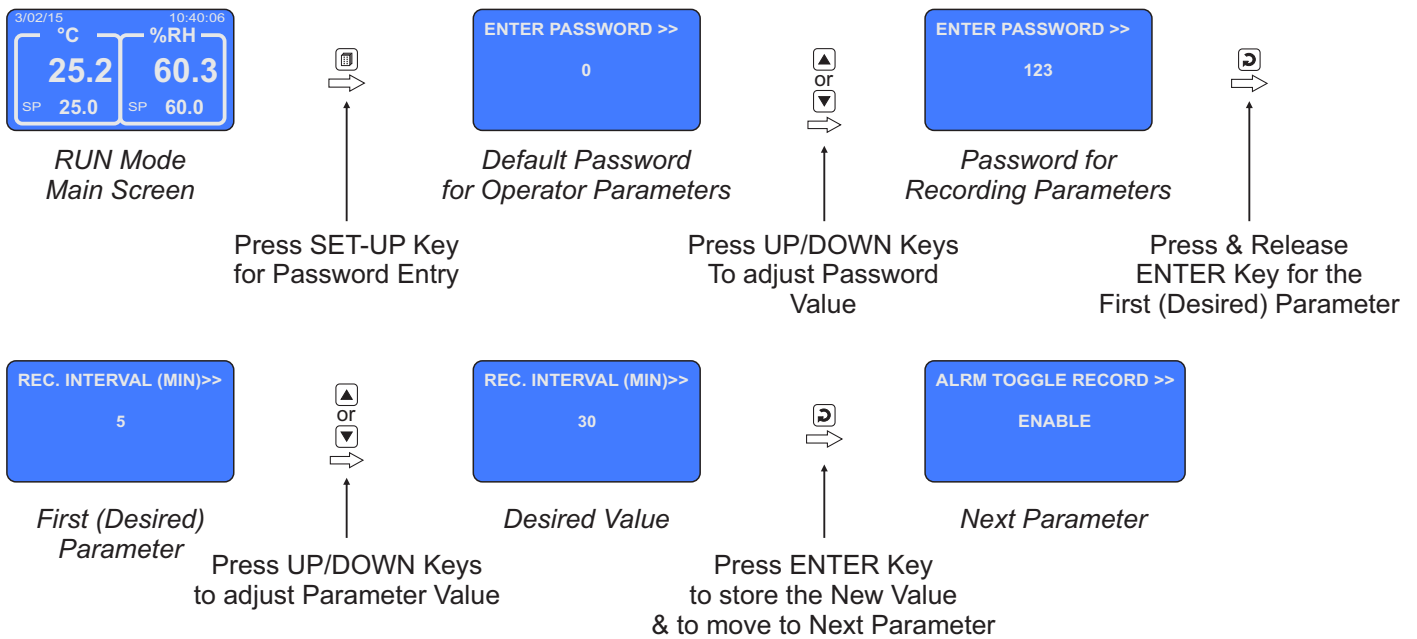 3/02/15 10:40:06
°C %RH
25.2 60.3
SP 25.0 SP 60.0
RUN Mode
Main Screen
Press SET-UP Key
for Password Entry
ENTER PASSWORD >>
0
Default Password
for Operator Parameters
or
Press UP/DOWN Keys
To adjust Password
Value
ENTER PASSWORD >>
123
Password for
Recording Parameters
Press & Release
ENTER Key for the
First (Desired) Parameter
REC. INTERVAL (MIN)>>
5
First (Desired)
Parameter
or
Press UP/DOWN Keys
to adjust Parameter Value
REC. INTERVAL (MIN)>>
30
Desired Value
Press ENTER Key
to store the New Value
& to move to Next Parameter
ALRM TOGGLE RECORD >>
ENABLE
Next Parameter